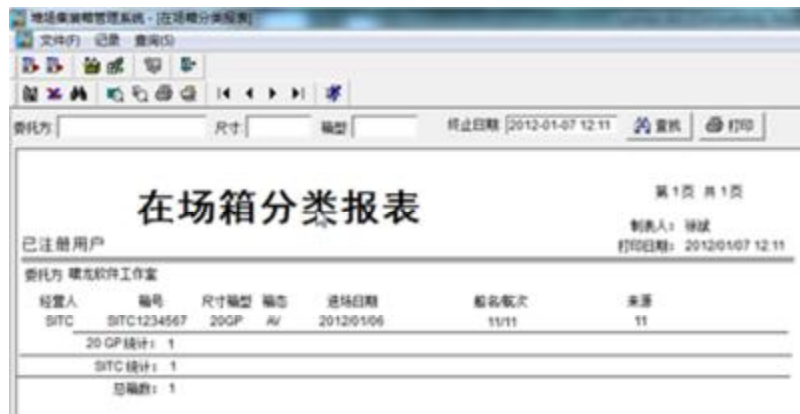 堆场集装箱管理系统 - [在场箱分类报表]
文件(F) 记录 查询(S)
委托方: 尺寸: 箱型: 终止日期: 2012-01-07 12:11 查找 打印
在场箱分类报表
第1页 共1页
制表人:
已注册用户
打印日期: 2012/01/07 12:11
委托方 软件工作室
经营人 箱号 尺寸箱型 箱态 进场日期 船名/航次 来源
SITC SITC1234567 20GP AV 2012/01/06 11/11 11
20 GP 统计: 1
SITC 统计: 1
总箱数: 1